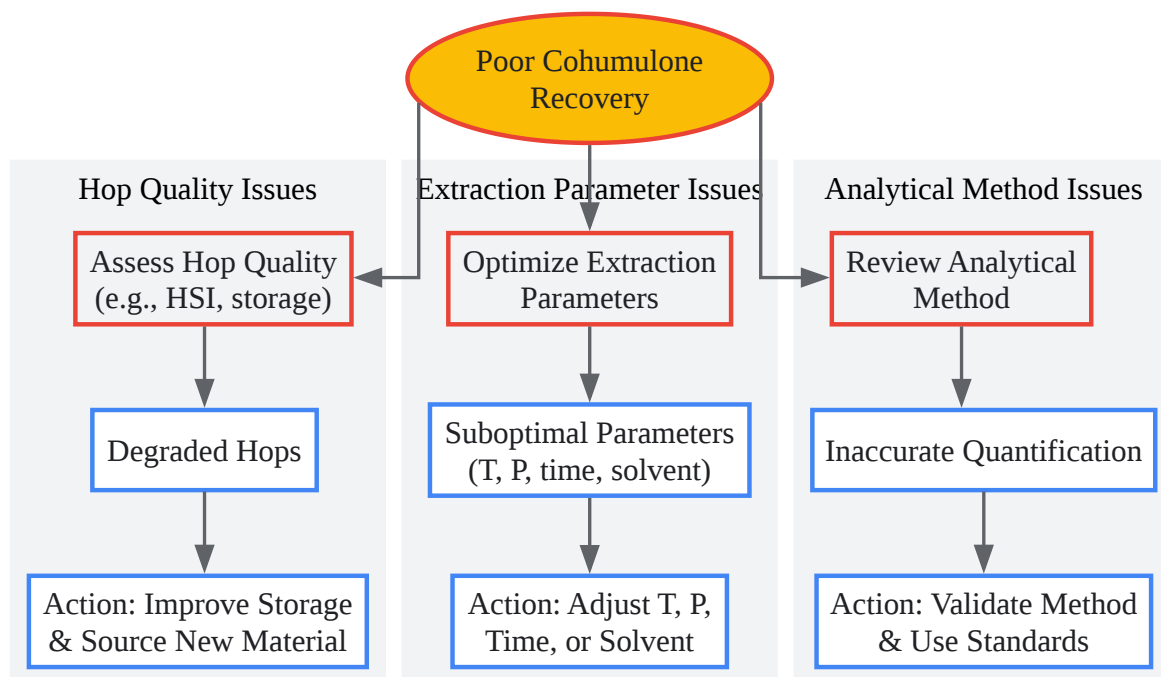 Poor Cohumulone
Recovery
Hop Quality Issues
Assess Hop Quality
(e.g., HSI, storage)
Degraded Hops
Action: Improve Storage
& Source New Material
Extraction Parameter Issues
Optimize Extraction
Parameters
Suboptimal Parameters
(T, P, time, solvent)
Action: Adjust T, P,
Time, or Solvent
Analytical Method Issues
Review Analytical
Method
Inaccurate Quantification
Action: Validate Method
& Use Standards